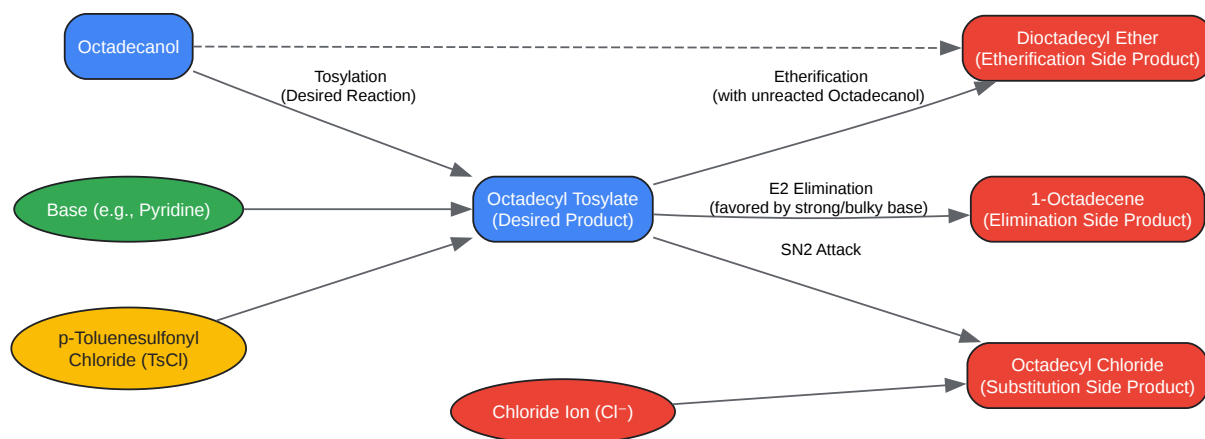 Octadecanol
Dioctadecyl Ether
(Etherification Side Product)
Tosylation
(Desired Reaction)
Etherification
(with unreacted Octadecanol)
Base (e.g., Pyridine)
Octadecyl Tosylate
(Desired Product)
E2 Elimination
(favored by strong/bulky base)
1-Octadecene
(Elimination Side Product)
SN2 Attack
p-Toluenesulfonyl
Chloride (TsCl)
Octadecyl Chloride
(Substitution Side Product)
Chloride Ion (Cl⁻)